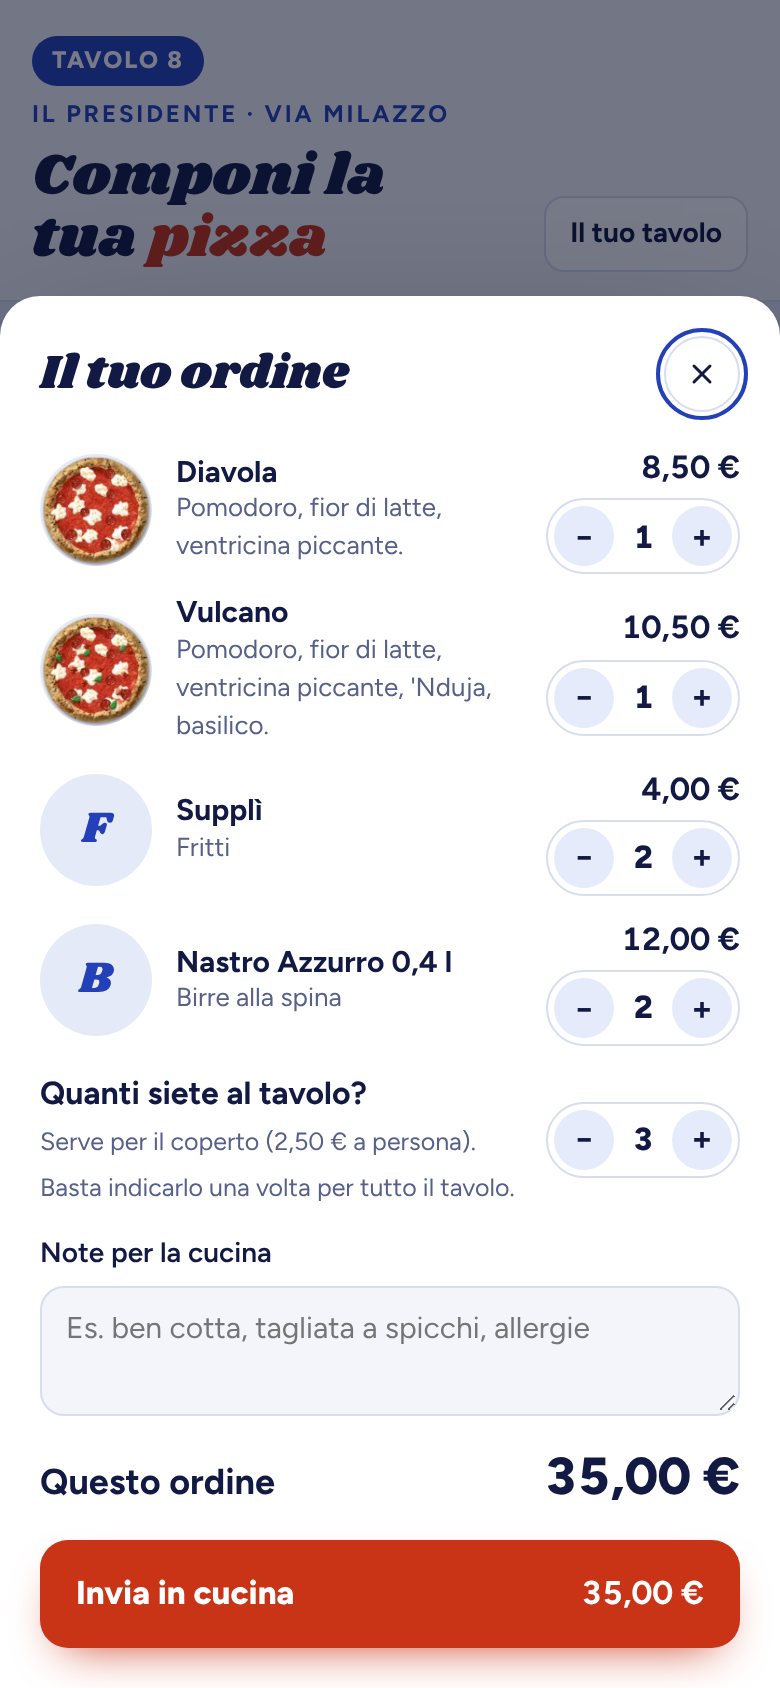 TAVOLO 8
IL PRESIDENTE · VIA MILAZZO
Componi la
tua pizza
Il tuo tavolo
Il tuo ordine
Diavola
8,50 €
Pomodoro, fior di latte,
ventricina piccante.
− 1 +
Vulcano
10,50 €
Pomodoro, fior di latte,
ventricina piccante, 'Nduja,
basilico.
− 1 +
F
Supplì
4,00 €
Fritti
− 2 +
B
Nastro Azzurro 0,4 l
12,00 €
Birre alla spina
− 2 +
Quanti siete al tavolo?
Serve per il coperto (2,50 € a persona).
Basta indicarlo una volta per tutto il tavolo.
− 3 +
Note per la cucina
Es. ben cotta, tagliata a spicchi, allergie
Questo ordine
35,00 €
Invia in cucina
35,00 €